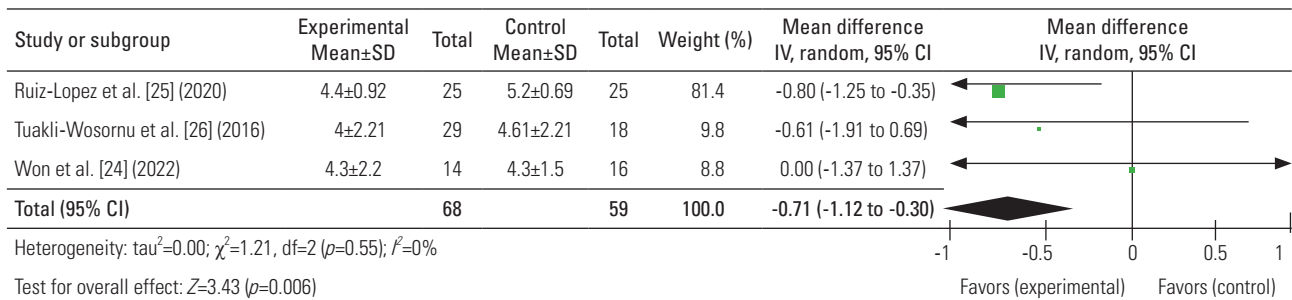 Study or subgroup Experimental Mean±SD Total Control Mean±SD Total Weight (%) Mean difference IV, random, 95% CI Mean difference IV, random, 95% CI
Ruiz-Lopez et al. [25] (2020) 4.4±0.92 25 5.2±0.69 25 81.4 -0.80 (-1.25 to -0.35)
Tuakli-Wosornu et al. [26] (2016) 4±2.21 29 4.61±2.21 18 9.8 -0.61 (-1.91 to 0.69)
Won et al. [24] (2022) 4.3±2.2 14 4.3±1.5 16 8.8 0.00 (-1.37 to 1.37)
Total (95% CI) 68 59 100.0 -0.71 (-1.12 to -0.30)
Heterogeneity: tau²=0.00; χ²=1.21, df=2 (p=0.55); I²=0%
-1 -0.5 0 0.5 1
Test for overall effect: Z=3.43 (p=0.006)
Favors (experimental) Favors (control)